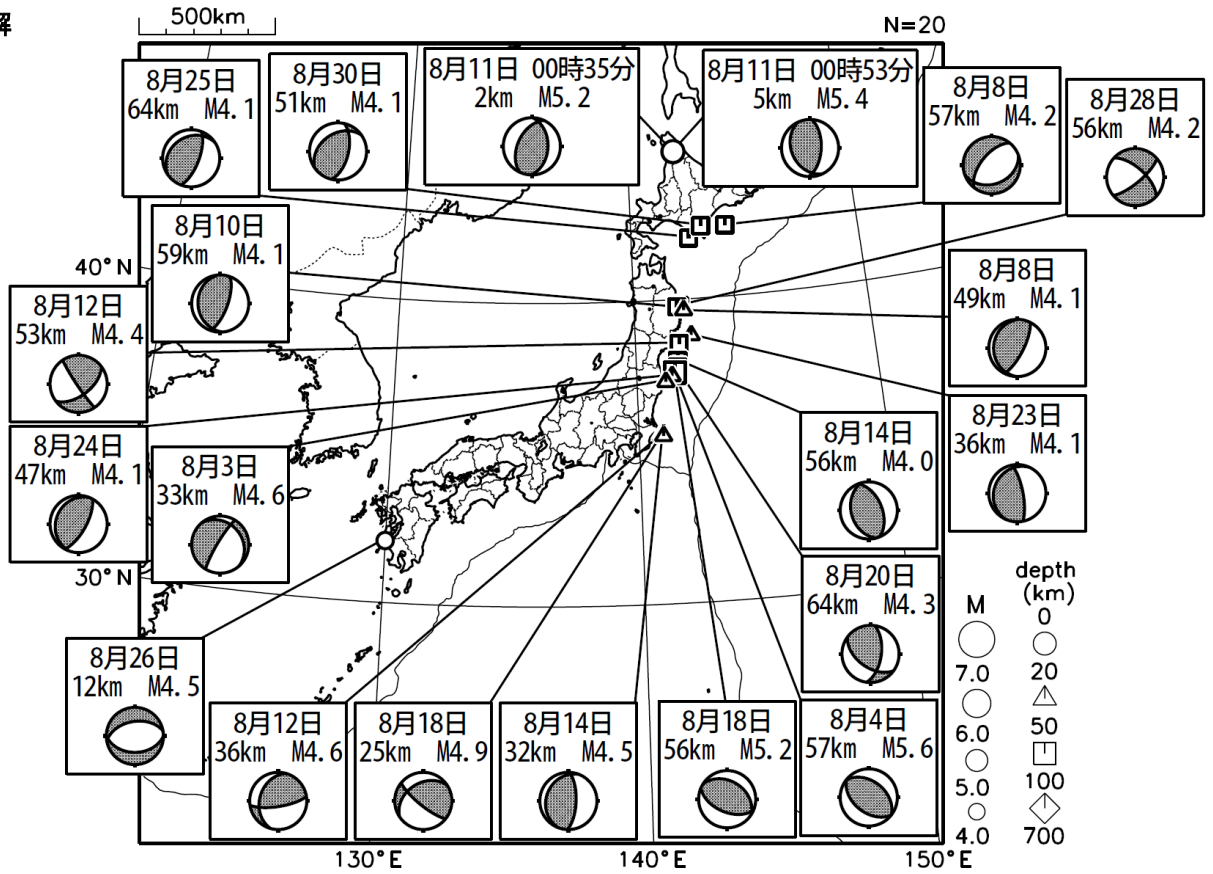 解
500km
N=20
8月25日
64km M4.1
8月30日
51km M4.1
8月11日 00時35分
2km M5.2
8月11日 00時53分
5km M5.4
8月8日
57km M4.2
8月28日
56km M4.2
8月10日
59km M4.1
40°N
8月8日
49km M4.1
8月12日
53km M4.4
8月23日
36km M4.1
8月14日
56km M4.0
8月24日
47km M4.1
8月3日
33km M4.6
30°N
8月20日
64km M4.3
8月26日
12km M4.5
8月12日
36km M4.6
8月18日
25km M4.9
8月14日
32km M4.5
8月18日
56km M5.2
8月4日
57km M5.6
M
7.0
6.0
5.0
4.0
depth
(km)
0
20
50
100
700
130°E
140°E
150°E